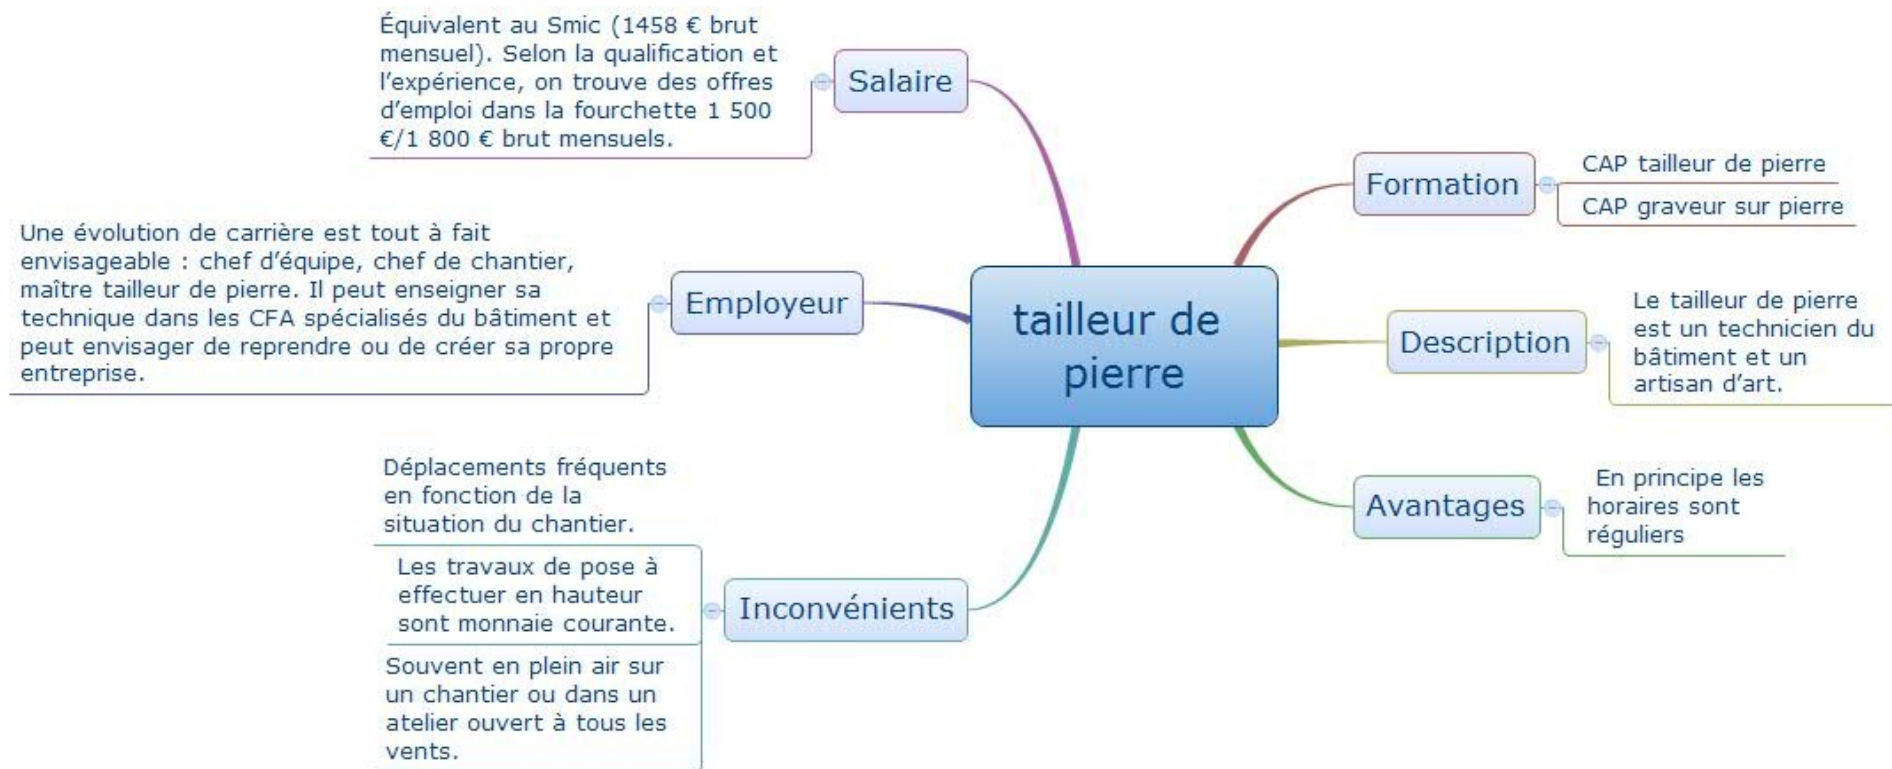 tailleur de
pierre
Formation
CAP tailleur de pierre
CAP graveur sur pierre
Description
Le tailleur de pierre
est un technicien du
bâtiment et un
artisan d’art.
Avantages
En principe les
horaires sont
réguliers
Inconvénients
Déplacements fréquents
en fonction de la
situation du chantier.
Les travaux de pose à
effectuer en hauteur
sont monnaie courante.
Souvent en plein air sur
un chantier ou dans un
atelier ouvert à tous les
vents.
Employeur
Une évolution de carrière est tout à fait
envisageable : chef d’équipe, chef de chantier,
maître tailleur de pierre. Il peut enseigner sa
technique dans les CFA spécialisés du bâtiment et
peut envisager de reprendre ou de créer sa propre
entreprise.
Salaire
Équivalent au Smic (1458 € brut
mensuel). Selon la qualification et
l’expérience, on trouve des offres
d’emploi dans la fourchette 1 500
€/1 800 € brut mensuels.